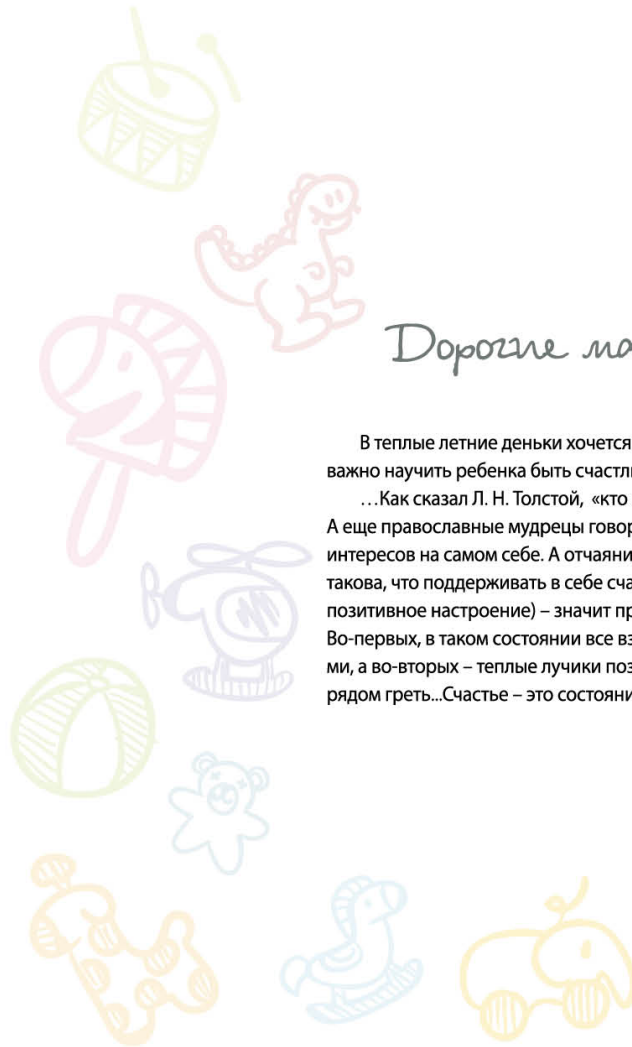 Дорогие ма
В теплые летние деньки хочется
важно научить ребенка быть счастл
…Как сказал Л. Н. Толстой, «кто
А еще православные мудрецы говор
интересов на самом себе. А отчаяни
такова, что поддерживать в себе сча
позитивное настроение) – значит пр
Во-первых, в таком состоянии все вз
ми, а во-вторых – теплые лучики поз
рядом греть...Счастье – это состояни